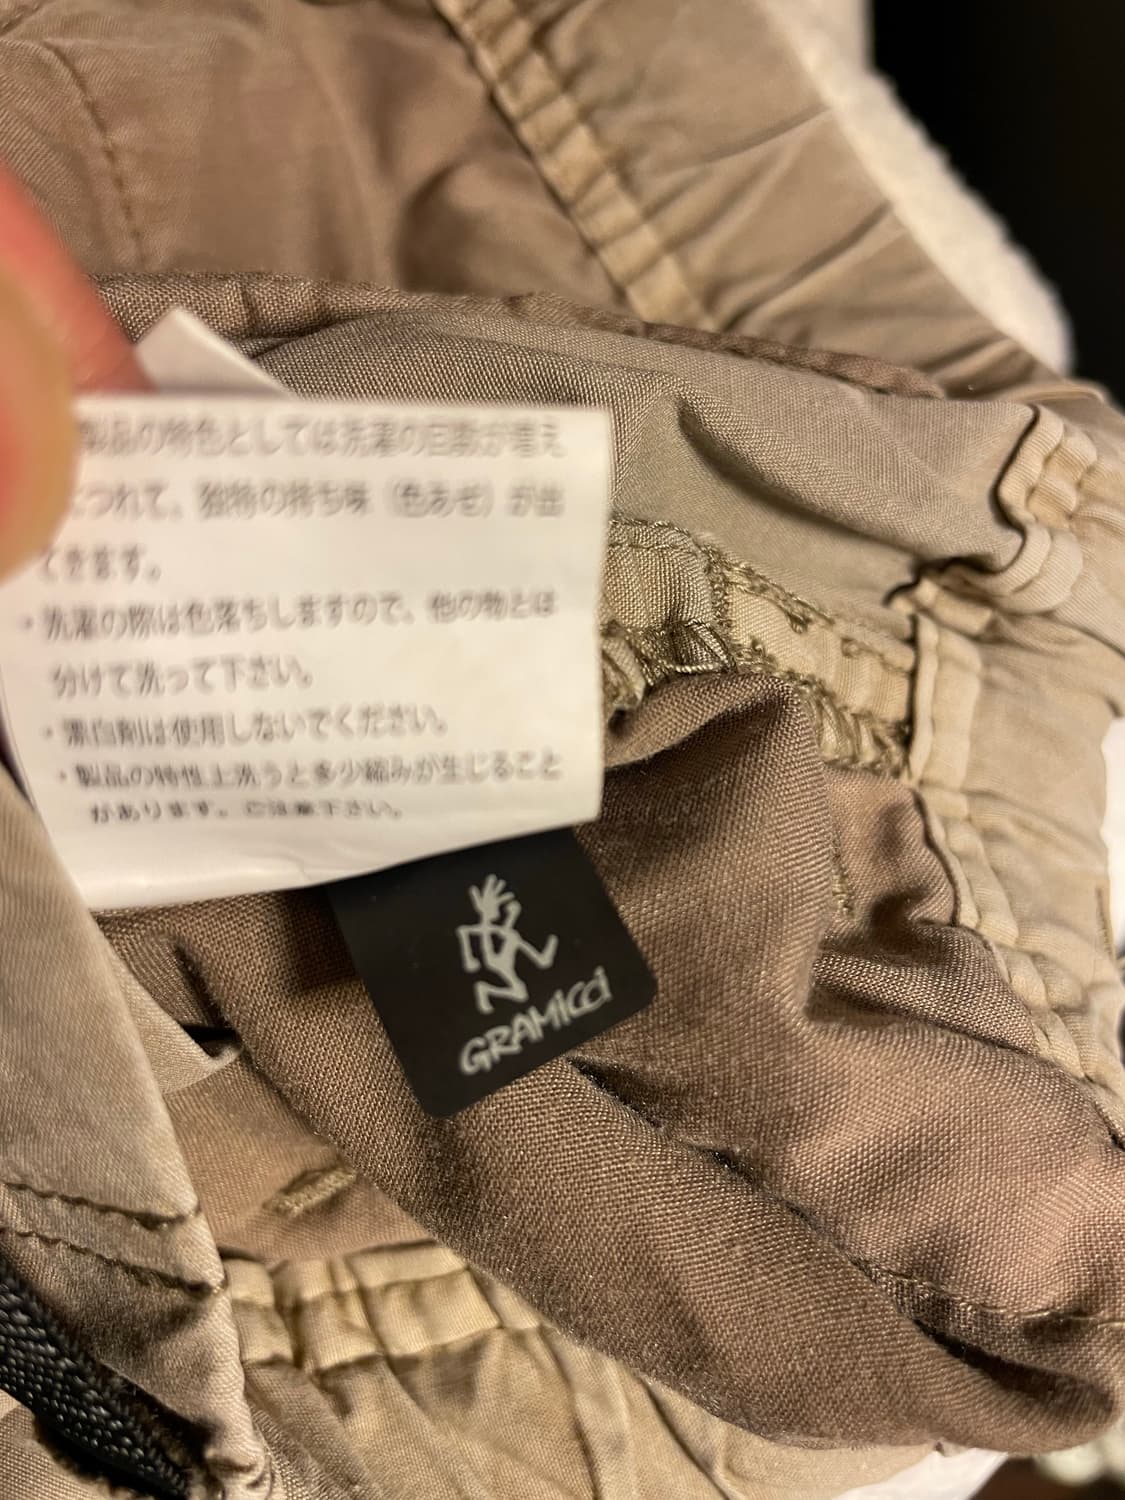 製品の特色としては洗濯の回数が増え
につれて、独特の持ち味（色あせ）が出
てきます。
・洗濯の際は色落ちしますので、他の物とは
分けて洗って下さい。
・漂白剤は使用しないでください。
・製品の特性上洗うと多少縮みが生じること
があります。ご注意下さい。
GRAMICCi